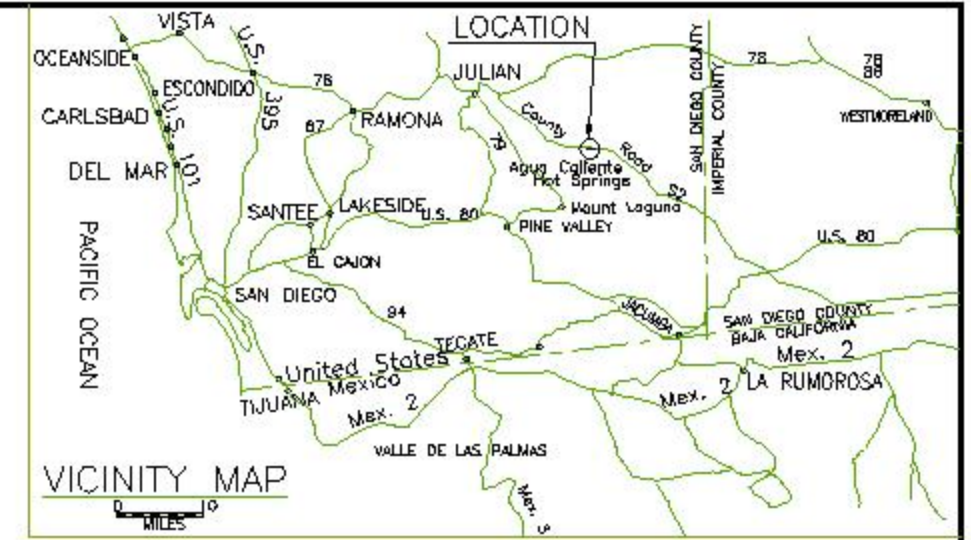 VISTA
LOCATION
OCEANSIDE
U.S. 395
78
JULIAN
78
78
86
SAN DIEGO COUNTY
IMPERIAL COUNTY
ESCONDIDO
CARLSBAD
U.S. 101
67
RAMONA
County Road S2
WESTMORELAND
79
DEL MAR
Agua Caliente
Hot Springs
SANTEE
LAKESIDE
U.S. 80
Mount Laguna
PINE VALLEY
U.S. 80
PACIFIC OCEAN
EL CAJON
SAN DIEGO
94
JACUMBA
SAN DIEGO COUNTY
BAJA CALIFORNIA
TECATE
United States
Mexico
Mex. 2
LA RUMOROSA
TIJUANA
Mex. 2
Mex. 2
VALLE DE LAS PALMAS
VICINITY MAP
MILES
Mex. 3